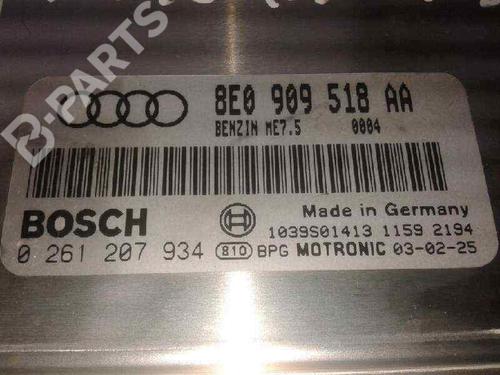 B-PARTS
8E0 909 518 AA
BENZIN ME7.5 0004
BOSCH
Made in Germany
1039S01413 1159 2194
0 261 207 934 810 BPG MOTRONIC 03-02-25